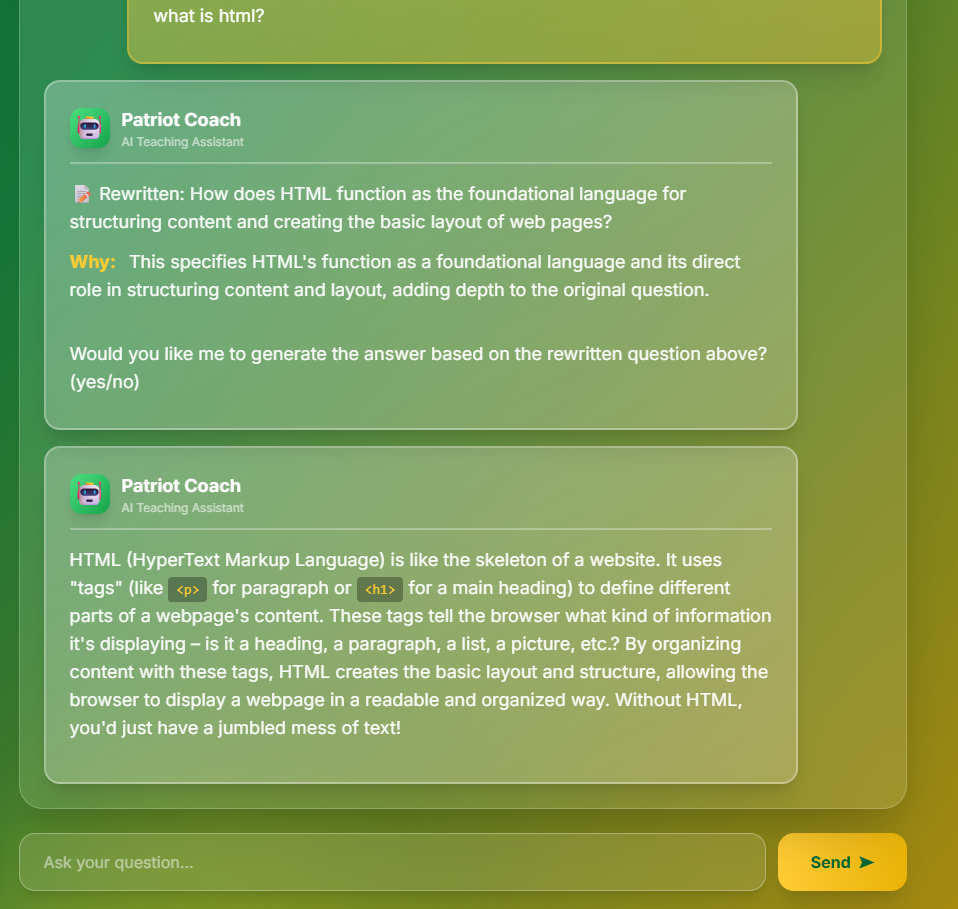 what is html?
Patriot Coach
AI Teaching Assistant
📝 Rewritten: How does HTML function as the foundational language for
structuring content and creating the basic layout of web pages?
Why: This specifies HTML's function as a foundational language and its direct
role in structuring content and layout, adding depth to the original question.
Would you like me to generate the answer based on the rewritten question above?
(yes/no)
Patriot Coach
AI Teaching Assistant
HTML (HyperText Markup Language) is like the skeleton of a website. It uses
"tags" (like <p> for paragraph or <h1> for a main heading) to define different
parts of a webpage's content. These tags tell the browser what kind of information
it's displaying – is it a heading, a paragraph, a list, a picture, etc.? By organizing
content with these tags, HTML creates the basic layout and structure, allowing the
browser to display a webpage in a readable and organized way. Without HTML,
you'd just have a jumbled mess of text!
Ask your question...
Send ➤